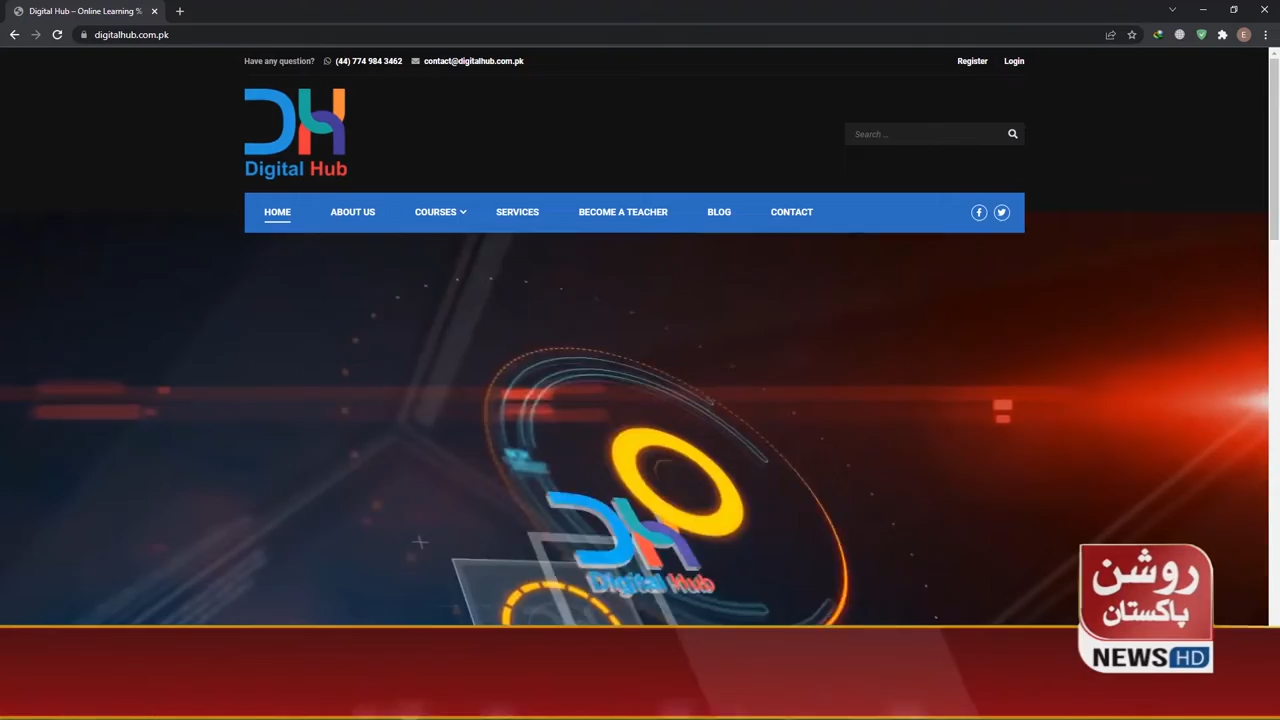 Digital Hub – Online Learning %
digitalhub.com.pk
E
Have any question? (44) 774 984 3462 contact@digitalhub.com.pk
Register Login
Digital Hub
Search ...
HOME ABOUT US COURSES SERVICES BECOME A TEACHER BLOG CONTACT
Digital Hub
روشن
پاکستان
NEWS HD